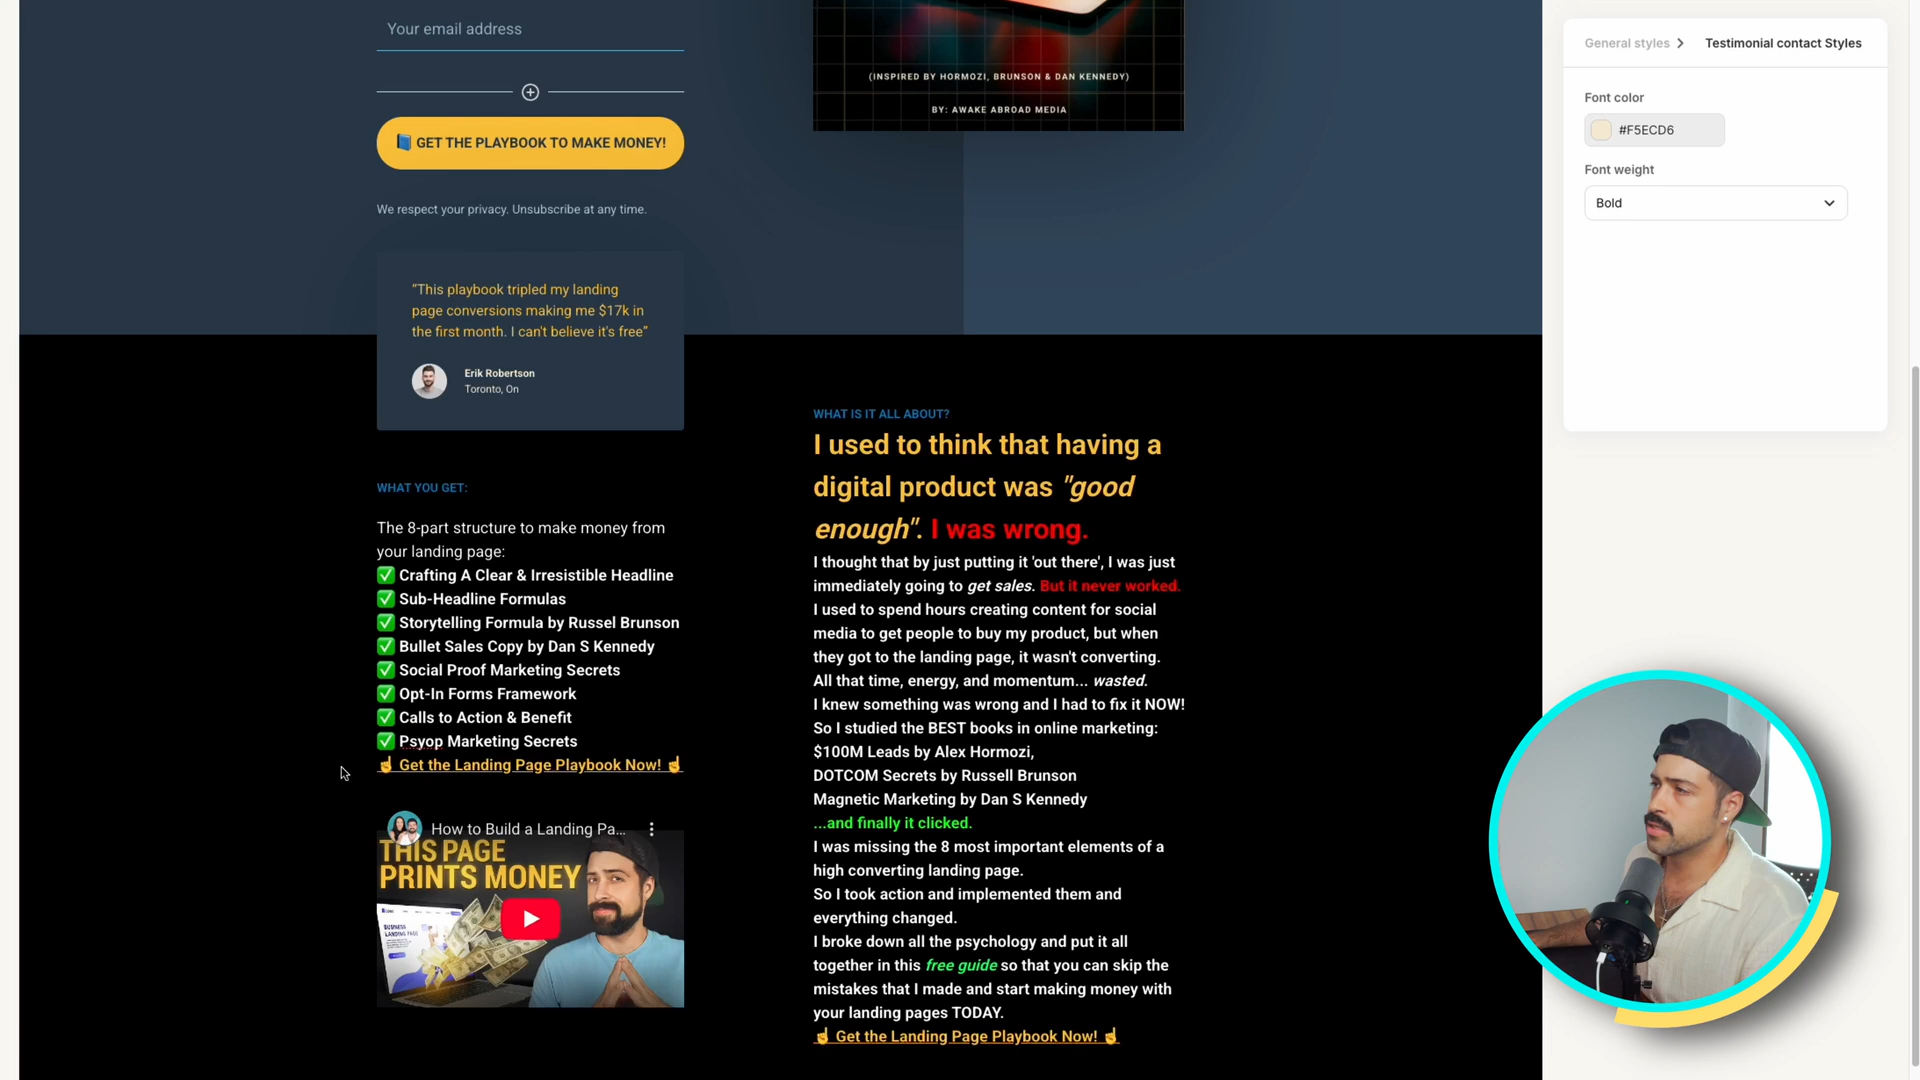 Your email address
📘 GET THE PLAYBOOK TO MAKE MONEY!
We respect your privacy. Unsubscribe at any time.
(INSPIRED BY HORMOZI, BRUNSON & DAN KENNEDY)
BY: AWAKE ABROAD MEDIA
“This playbook tripled my landing
page conversions making me $17k in
the first month. I can't believe it's free”
Erik Robertson
Toronto, On
WHAT YOU GET:
The 8-part structure to make money from
your landing page:
✅ Crafting A Clear & Irresistible Headline
✅ Sub-Headline Formulas
✅ Storytelling Formula by Russel Brunson
✅ Bullet Sales Copy by Dan S Kennedy
✅ Social Proof Marketing Secrets
✅ Opt-In Forms Framework
✅ Calls to Action & Benefit
✅ Psyop Marketing Secrets
☝️ Get the Landing Page Playbook Now! ☝️
How to Build a Landing Pa...
THIS PAGE
PRINTS MONEY
WHAT IS IT ALL ABOUT?
I used to think that having a
digital product was "good
enough". I was wrong.
I thought that by just putting it 'out there', I was just
immediately going to get sales. But it never worked.
I used to spend hours creating content for social
media to get people to buy my product, but when
they got to the landing page, it wasn't converting.
All that time, energy, and momentum... wasted.
I knew something was wrong and I had to fix it NOW!
So I studied the BEST books in online marketing:
$100M Leads by Alex Hormozi,
DOTCOM Secrets by Russell Brunson
Magnetic Marketing by Dan S Kennedy
...and finally it clicked.
I was missing the 8 most important elements of a
high converting landing page.
So I took action and implemented them and
everything changed.
I broke down all the psychology and put it all
together in this free guide so that you can skip the
mistakes that I made and start making money with
your landing pages TODAY.
☝️ Get the Landing Page Playbook Now! ☝️
General styles > Testimonial contact Styles
Font color
#F5ECD6
Font weight
Bold